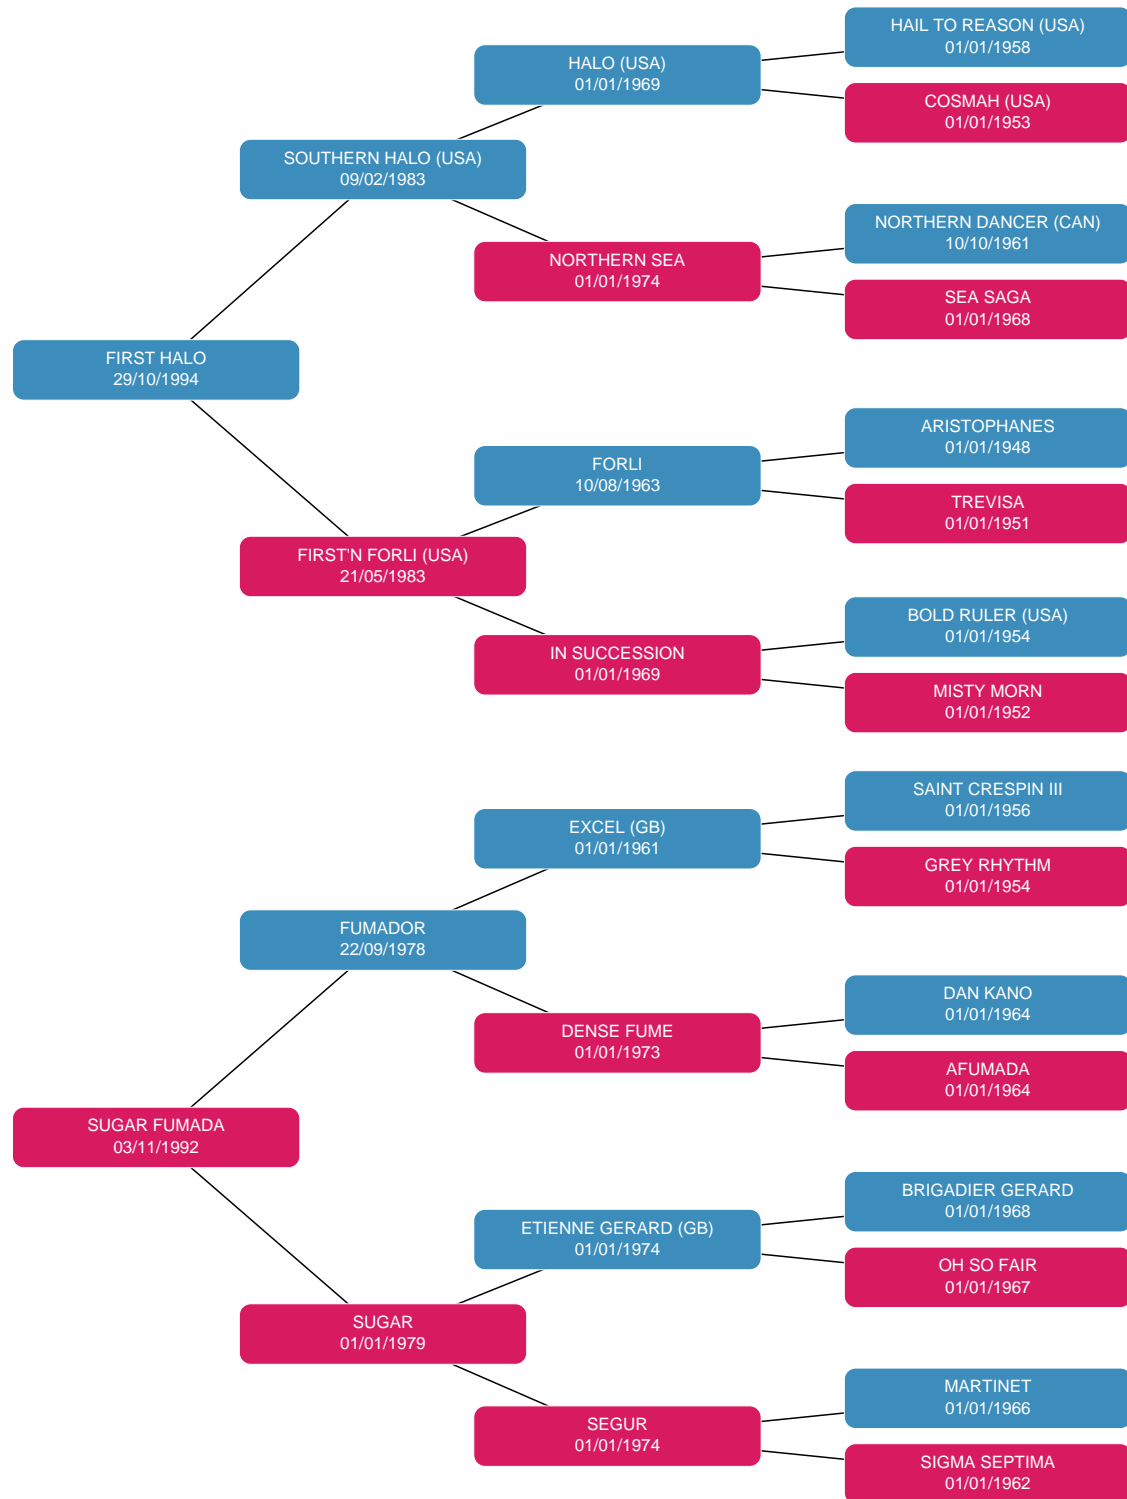 HAIL TO REASON (USA)
01/01/1958
HALO (USA)
01/01/1969
COSMAH (USA)
01/01/1953
SOUTHERN HALO (USA)
09/02/1983
NORTHERN DANCER (CAN)
10/10/1961
NORTHERN SEA
01/01/1974
SEA SAGA
01/01/1968
FIRST HALO
29/10/1994
ARISTOPHANES
01/01/1948
FORLI
10/08/1963
TREVISA
01/01/1951
FIRST'N FORLI (USA)
21/05/1983
BOLD RULER (USA)
01/01/1954
IN SUCCESSION
01/01/1969
MISTY MORN
01/01/1952
SAINT CRESPIN III
01/01/1956
EXCEL (GB)
01/01/1961
GREY RHYTHM
01/01/1954
FUMADOR
22/09/1978
DAN KANO
01/01/1964
DENSE FUME
01/01/1973
AFUMADA
01/01/1964
SUGAR FUMADA
03/11/1992
BRIGADIER GERARD
01/01/1968
ETIENNE GERARD (GB)
01/01/1974
OH SO FAIR
01/01/1967
SUGAR
01/01/1979
MARTINET
01/01/1966
SEGUR
01/01/1974
SIGMA SEPTIMA
01/01/1962